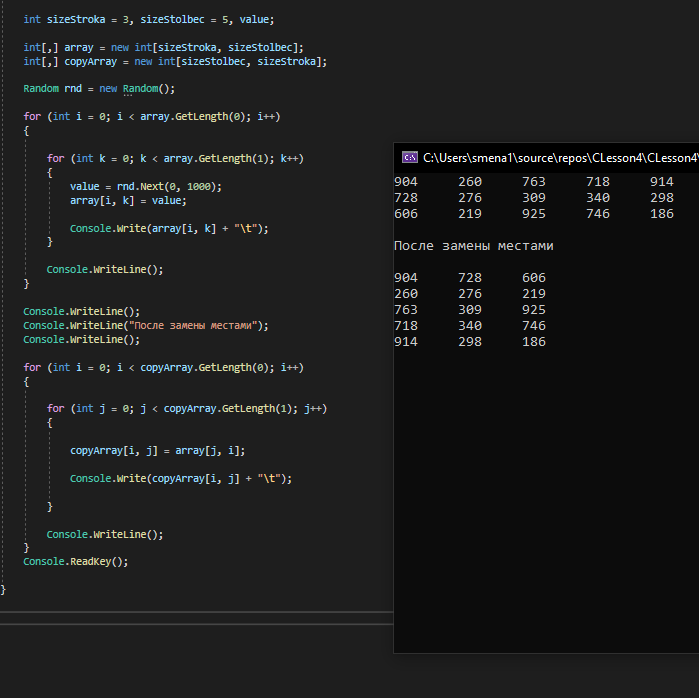 int sizeStroka = 3, sizeStolbec = 5, value;
int[,] array = new int[sizeStroka, sizeStolbec];
int[,] copyArray = new int[sizeStolbec, sizeStroka];
Random rnd = new Random();
for (int i = 0; i < array.GetLength(0); i++)
{
for (int k = 0; k < array.GetLength(1); k++)
{
value = rnd.Next(0, 1000);
array[i, k] = value;
Console.Write(array[i, k] + "\t");
}
Console.WriteLine();
}
Console.WriteLine();
Console.WriteLine("После замены местами");
Console.WriteLine();
for (int i = 0; i < copyArray.GetLength(0); i++)
{
for (int j = 0; j < copyArray.GetLength(1); j++)
{
copyArray[i, j] = array[j, i];
Console.Write(copyArray[i, j] + "\t");
}
Console.WriteLine();
}
Console.ReadKey();
}
C:\Users\smena1\source\repos\CLesson4\CLesson4\
904 260 763 718 914
728 276 309 340 298
606 219 925 746 186
После замены местами
904 728 606
260 276 219
763 309 925
718 340 746
914 298 186